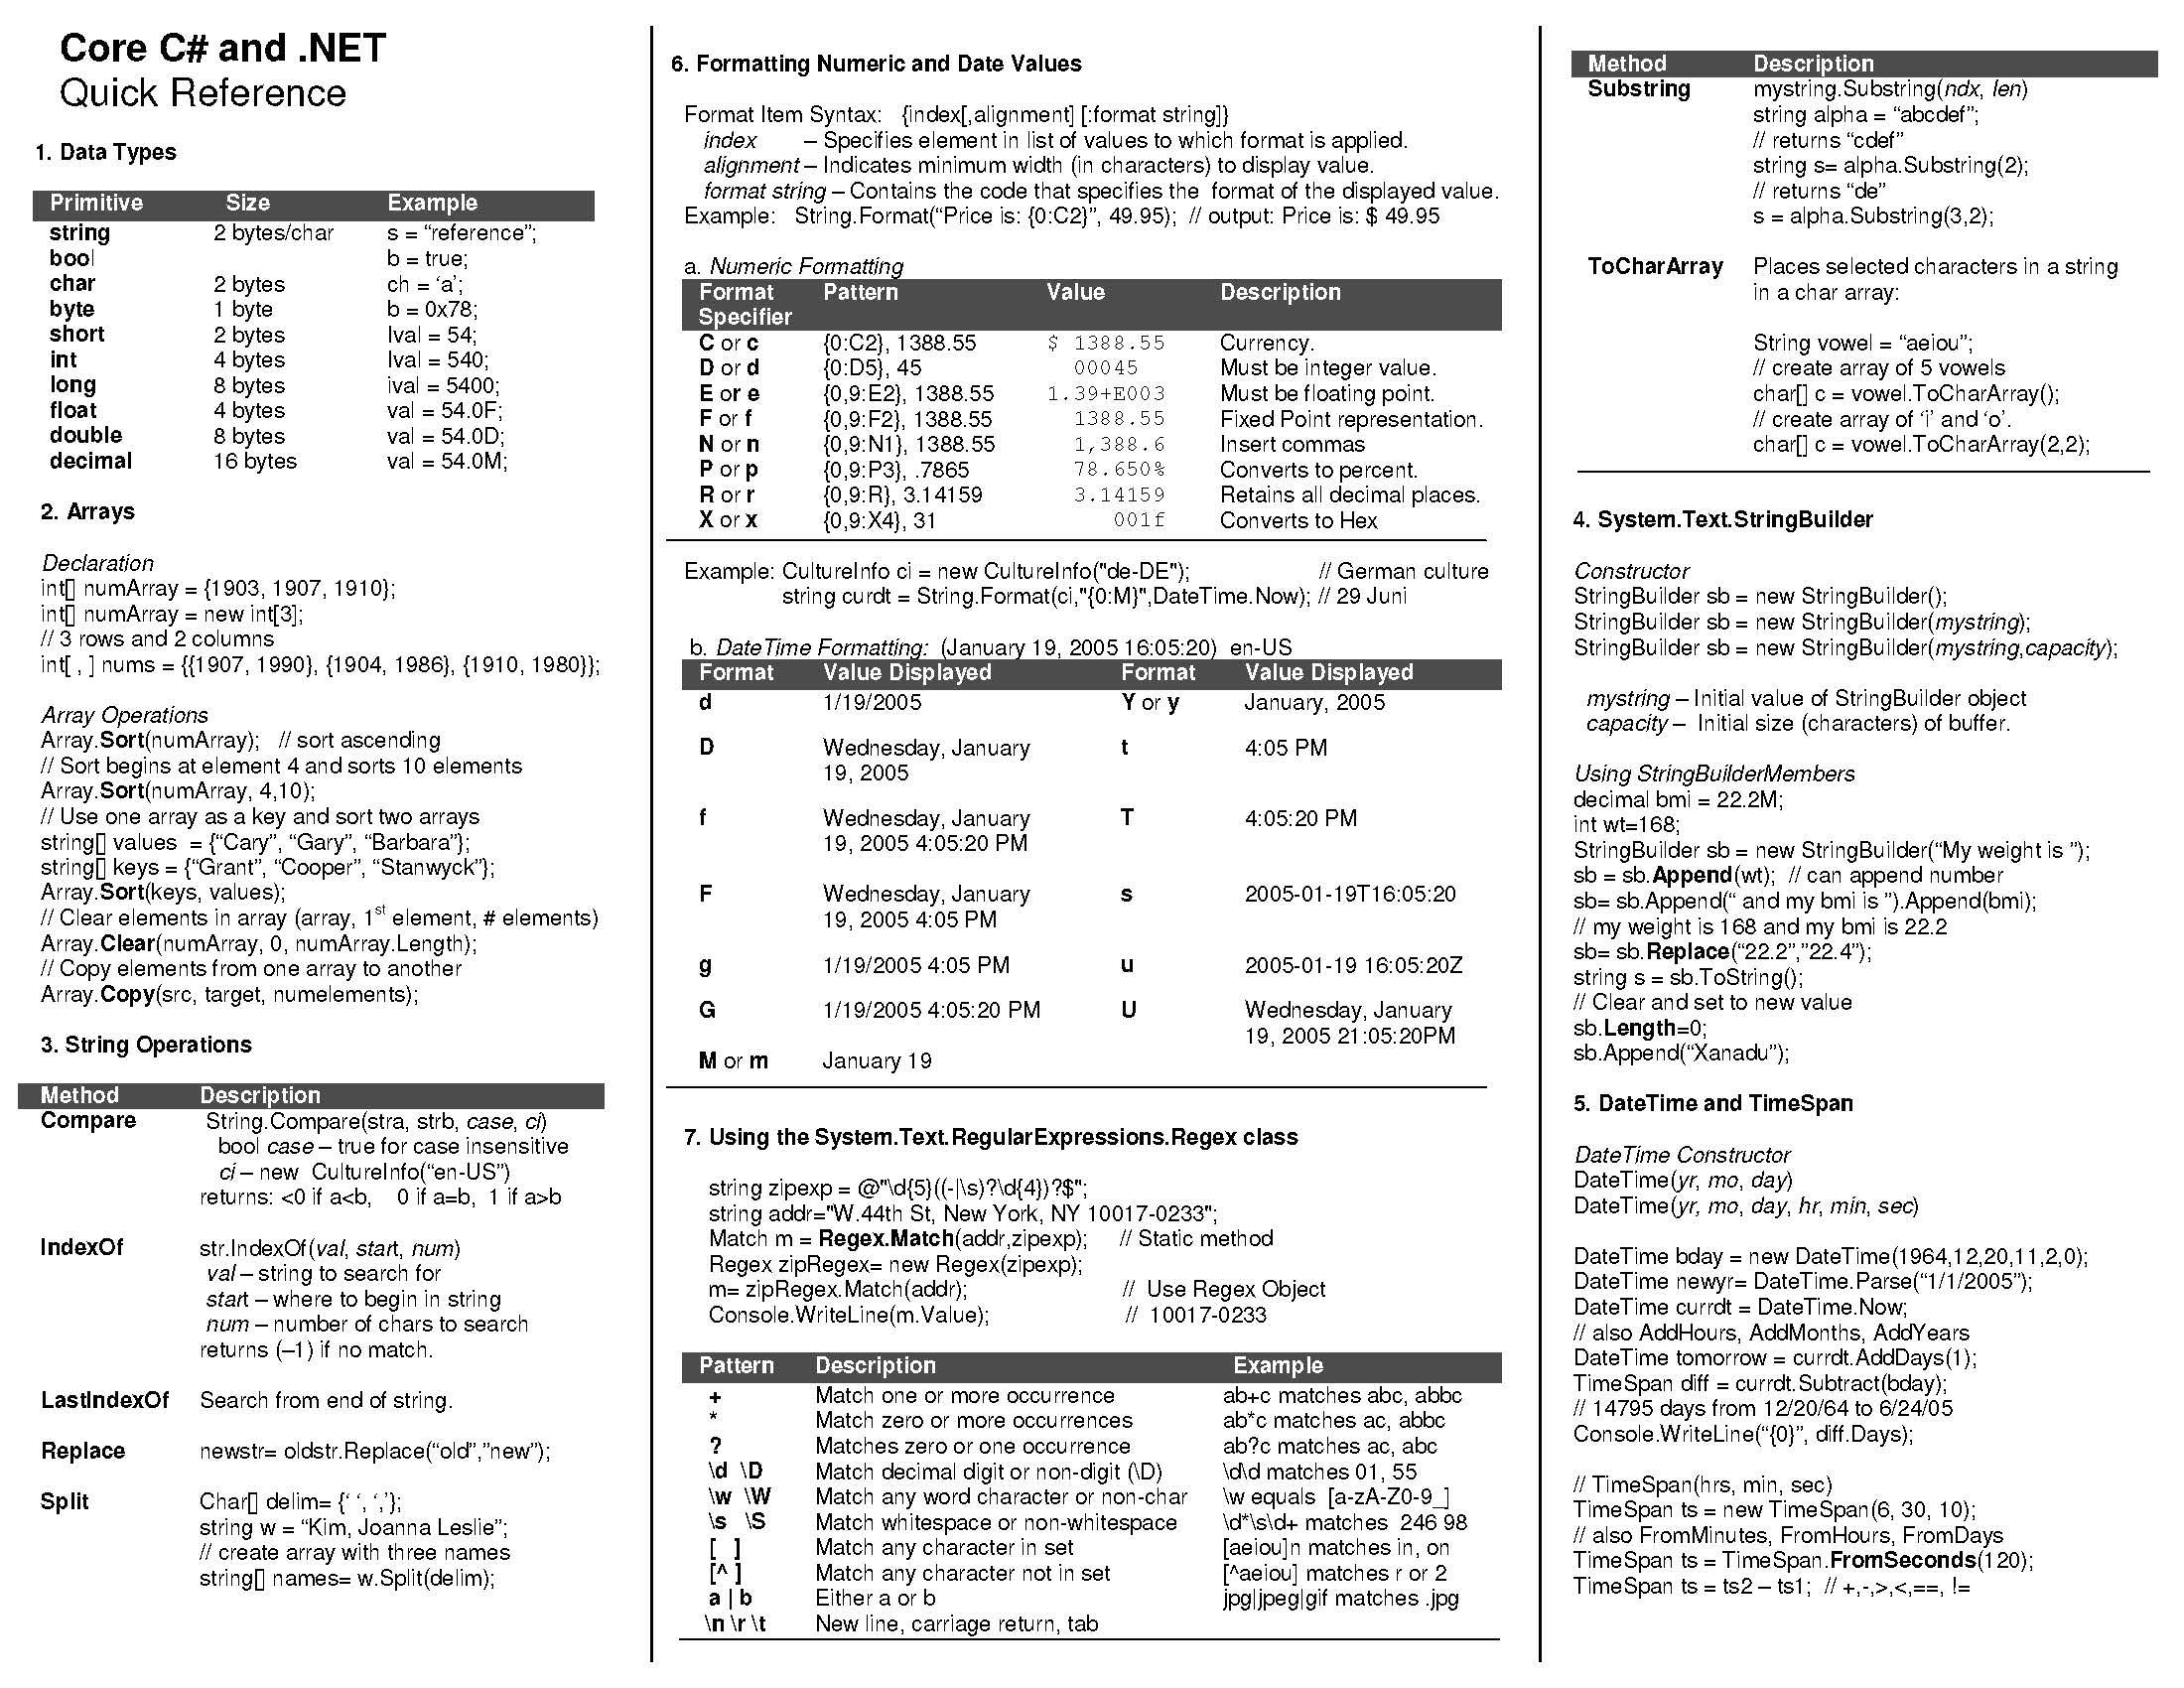 Core C# and .NET
Quick Reference
1. Data Types
Primitive Size Example
string 2 bytes/char s = “reference”;
bool b = true;
char 2 bytes ch = ‘a’;
byte 1 byte b = 0x78;
short 2 bytes Ival = 54;
int 4 bytes Ival = 540;
long 8 bytes ival = 5400;
float 4 bytes val = 54.0F;
double 8 bytes val = 54.0D;
decimal 16 bytes val = 54.0M;
2. Arrays
Declaration
int[] numArray = {1903, 1907, 1910};
int[] numArray = new int[3];
// 3 rows and 2 columns
int[ , ] nums = {{1907, 1990}, {1904, 1986}, {1910, 1980}};
Array Operations
Array.Sort(numArray); // sort ascending
// Sort begins at element 4 and sorts 10 elements
Array.Sort(numArray, 4,10);
// Use one array as a key and sort two arrays
string[] values = {“Cary”, “Gary”, “Barbara”};
string[] keys = {“Grant”, “Cooper”, “Stanwyck”};
Array.Sort(keys, values);
// Clear elements in array (array, 1st element, # elements)
Array.Clear(numArray, 0, numArray.Length);
// Copy elements from one array to another
Array.Copy(src, target, numelements);
3. String Operations
Method Description
Compare String.Compare(stra, strb, case, ci)
bool case – true for case insensitive
ci – new CultureInfo(“en-US”)
returns: <0 if a<b, 0 if a=b, 1 if a>b
IndexOf str.IndexOf(val, start, num)
val – string to search for
start – where to begin in string
num – number of chars to search
returns (–1) if no match.
LastIndexOf Search from end of string.
Replace newstr= oldstr.Replace(“old”,”new”);
Split Char[] delim= {‘ ‘, ‘,’};
string w = “Kim, Joanna Leslie”;
// create array with three names
string[] names= w.Split(delim);
6. Formatting Numeric and Date Values
Format Item Syntax: {index[,alignment] [:format string]}
index – Specifies element in list of values to which format is applied.
alignment – Indicates minimum width (in characters) to display value.
format string – Contains the code that specifies the format of the displayed value.
Example: String.Format(“Price is: {0:C2}”, 49.95); // output: Price is: $ 49.95
a. Numeric Formatting
Format Specifier Pattern Value Description
C or c {0:C2}, 1388.55 $ 1388.55 Currency.
D or d {0:D5}, 45 00045 Must be integer value.
E or e {0,9:E2}, 1388.55 1.39+E003 Must be floating point.
F or f {0,9:F2}, 1388.55 1388.55 Fixed Point representation.
N or n {0,9:N1}, 1388.55 1,388.6 Insert commas
P or p {0,9:P3}, .7865 78.650% Converts to percent.
R or r {0,9:R}, 3.14159 3.14159 Retains all decimal places.
X or x {0,9:X4}, 31 001f Converts to Hex
Example: CultureInfo ci = new CultureInfo("de-DE"); // German culture
string curdt = String.Format(ci,"{0:M}",DateTime.Now); // 29 Juni
b. DateTime Formatting: (January 19, 2005 16:05:20) en-US
Format Value Displayed Format Value Displayed
d 1/19/2005 Y or y January, 2005
D Wednesday, January 19, 2005 t 4:05 PM
f Wednesday, January 19, 2005 4:05:20 PM T 4:05:20 PM
F Wednesday, January 19, 2005 4:05 PM s 2005-01-19T16:05:20
g 1/19/2005 4:05 PM u 2005-01-19 16:05:20Z
G 1/19/2005 4:05:20 PM U Wednesday, January 19, 2005 21:05:20PM
M or m January 19
7. Using the System.Text.RegularExpressions.Regex class
string zipexp = @"\d{5}((-|\s)?\d{4})?$";
string addr="W.44th St, New York, NY 10017-0233";
Match m = Regex.Match(addr,zipexp); // Static method
Regex zipRegex= new Regex(zipexp);
m= zipRegex.Match(addr); // Use Regex Object
Console.WriteLine(m.Value); // 10017-0233
Pattern Description Example
+ Match one or more occurrence ab+c matches abc, abbc
* Match zero or more occurrences ab*c matches ac, abbc
? Matches zero or one occurrence ab?c matches ac, abc
\d \D Match decimal digit or non-digit (\D) \d\d matches 01, 55
\w \W Match any word character or non-char \w equals [a-zA-Z0-9_]
\s \S Match whitespace or non-whitespace \d*\s\d+ matches 246 98
[ ] Match any character in set [aeiou]n matches in, on
[^ ] Match any character not in set [^aeiou] matches r or 2
a | b Either a or b jpg|jpeg|gif matches .jpg
\n \r \t New line, carriage return, tab
Method Description
Substring mystring.Substring(ndx, len)
string alpha = “abcdef”;
// returns “cdef”
string s= alpha.Substring(2);
// returns “de”
s = alpha.Substring(3,2);
ToCharArray Places selected characters in a string
in a char array:
String vowel = “aeiou”;
// create array of 5 vowels
char[] c = vowel.ToCharArray();
// create array of ‘i’ and ‘o’.
char[] c = vowel.ToCharArray(2,2);
4. System.Text.StringBuilder
Constructor
StringBuilder sb = new StringBuilder();
StringBuilder sb = new StringBuilder(mystring);
StringBuilder sb = new StringBuilder(mystring,capacity);
mystring – Initial value of StringBuilder object
capacity – Initial size (characters) of buffer.
Using StringBuilderMembers
decimal bmi = 22.2M;
int wt=168;
StringBuilder sb = new StringBuilder(“My weight is ”);
sb = sb.Append(wt); // can append number
sb= sb.Append(“ and my bmi is ”).Append(bmi);
// my weight is 168 and my bmi is 22.2
sb= sb.Replace(“22.2”,”22.4”);
string s = sb.ToString();
// Clear and set to new value
sb.Length=0;
sb.Append(“Xanadu”);
5. DateTime and TimeSpan
DateTime Constructor
DateTime(yr, mo, day)
DateTime(yr, mo, day, hr, min, sec)
DateTime bday = new DateTime(1964,12,20,11,2,0);
DateTime newyr= DateTime.Parse(“1/1/2005”);
DateTime currdt = DateTime.Now;
// also AddHours, AddMonths, AddYears
DateTime tomorrow = currdt.AddDays(1);
TimeSpan diff = currdt.Subtract(bday);
// 14795 days from 12/20/64 to 6/24/05
Console.WriteLine(“{0}”, diff.Days);
// TimeSpan(hrs, min, sec)
TimeSpan ts = new TimeSpan(6, 30, 10);
// also FromMinutes, FromHours, FromDays
TimeSpan ts = TimeSpan.FromSeconds(120);
TimeSpan ts = ts2 – ts1; // +,-,>,<,==, !=